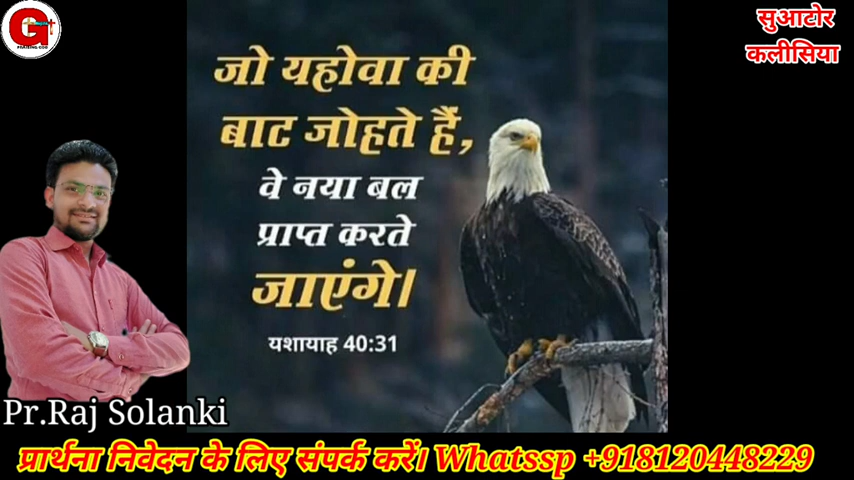 सुआटोर
कलीसिया
जो यहोवा की
बाट जोहते हैं,
वे नया बल
प्राप्त करते
जाएंगे।
यशायाह 40:31
Pr.Raj Solanki
प्रार्थना निवेदन के लिए संपर्क करें। Whatssp +918120448229